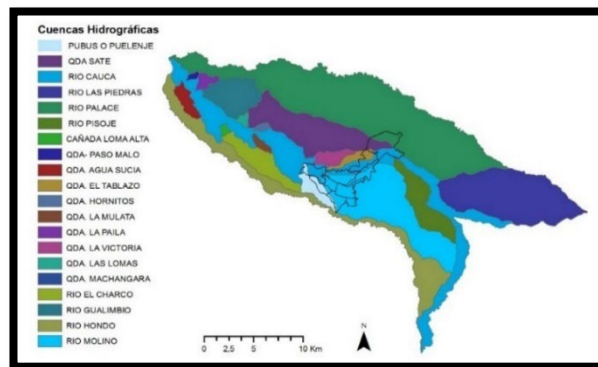 Cuencas Hidrográficas
PUBUS O PUELENJE
QDA SATE
RIO CAUCA
RIO LAS PIEDRAS
RIO PALACE
RIO PISOJE
CAÑADA LOMA ALTA
QDA- PASO MALO
QDA. AGUA SUCIA
QDA. EL TABLAZO
QDA. HORNITOS
QDA. LA MULATA
QDA. LA PAILA
QDA. LA VICTORIA
QDA. LAS LOMAS
QDA. MACHANGARA
RIO EL CHARCO
RIO GUALIMBIO
RIO HONDO
RIO MOLINO
0 2.5 5 10 Km
N